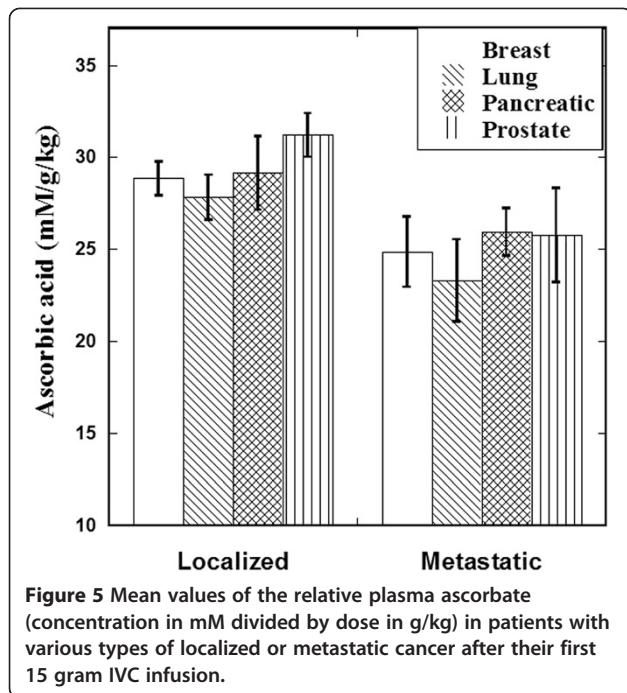 Ascorbic acid (mM/g/kg)
35
30
25
20
15
10
Breast
Lung
Pancreatic
Prostate
Localized
Metastatic
Figure 5 Mean values of the relative plasma ascorbate
(concentration in mM divided by dose in g/kg) in patients with
various types of localized or metastatic cancer after their first
15 gram IVC infusion.